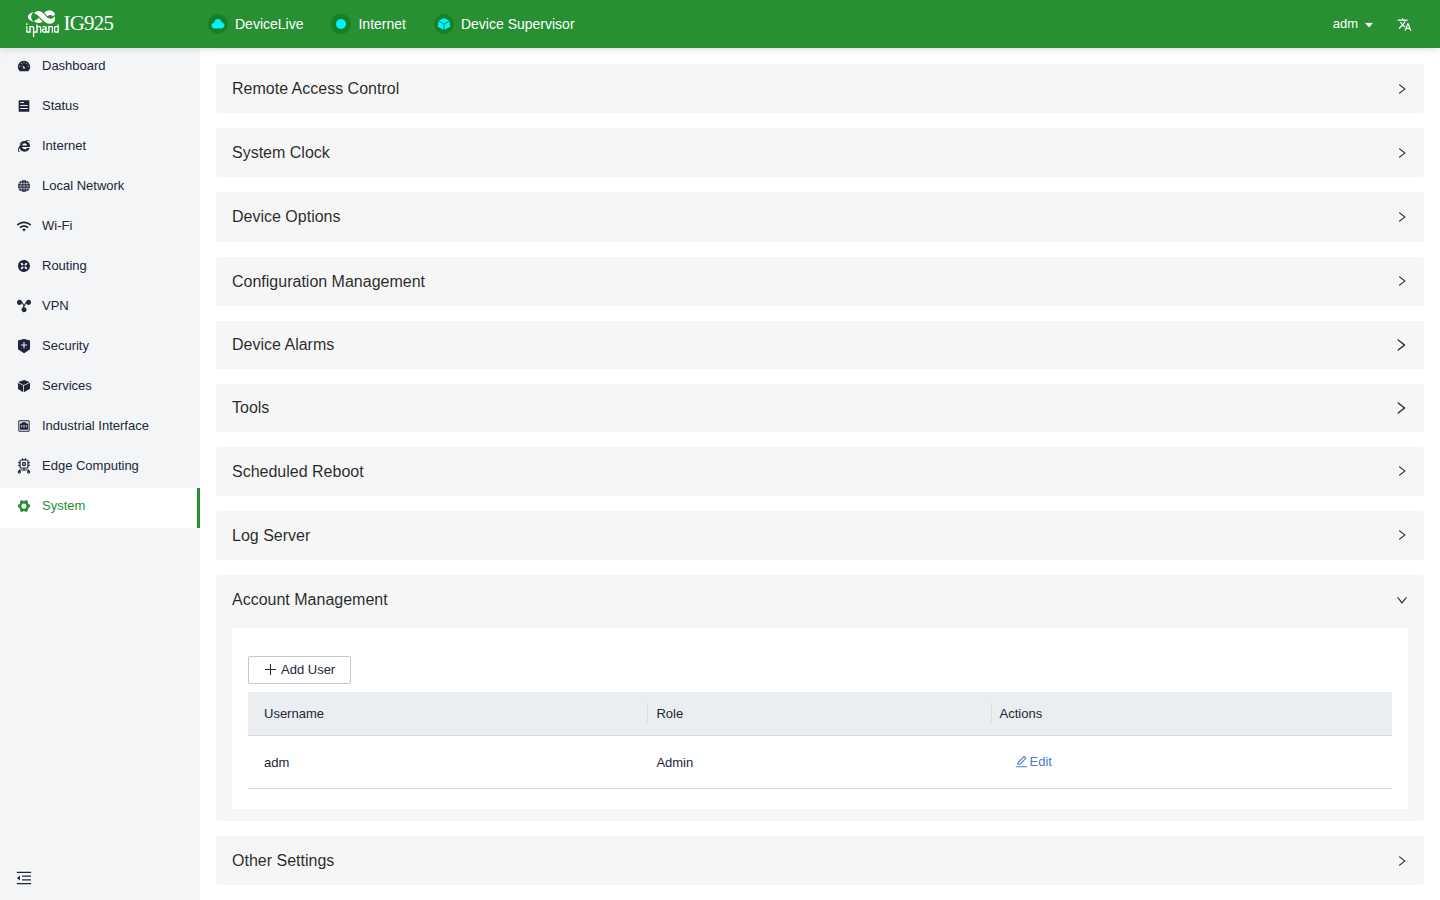 inhand IG925
DeviceLive
Internet
Device Supervisor
adm
Dashboard
Status
Internet
Local Network
Wi-Fi
Routing
VPN
Security
Services
Industrial Interface
Edge Computing
System
Remote Access Control
System Clock
Device Options
Configuration Management
Device Alarms
Tools
Scheduled Reboot
Log Server
Account Management
Add User
Username Role Actions
adm Admin Edit
Other Settings